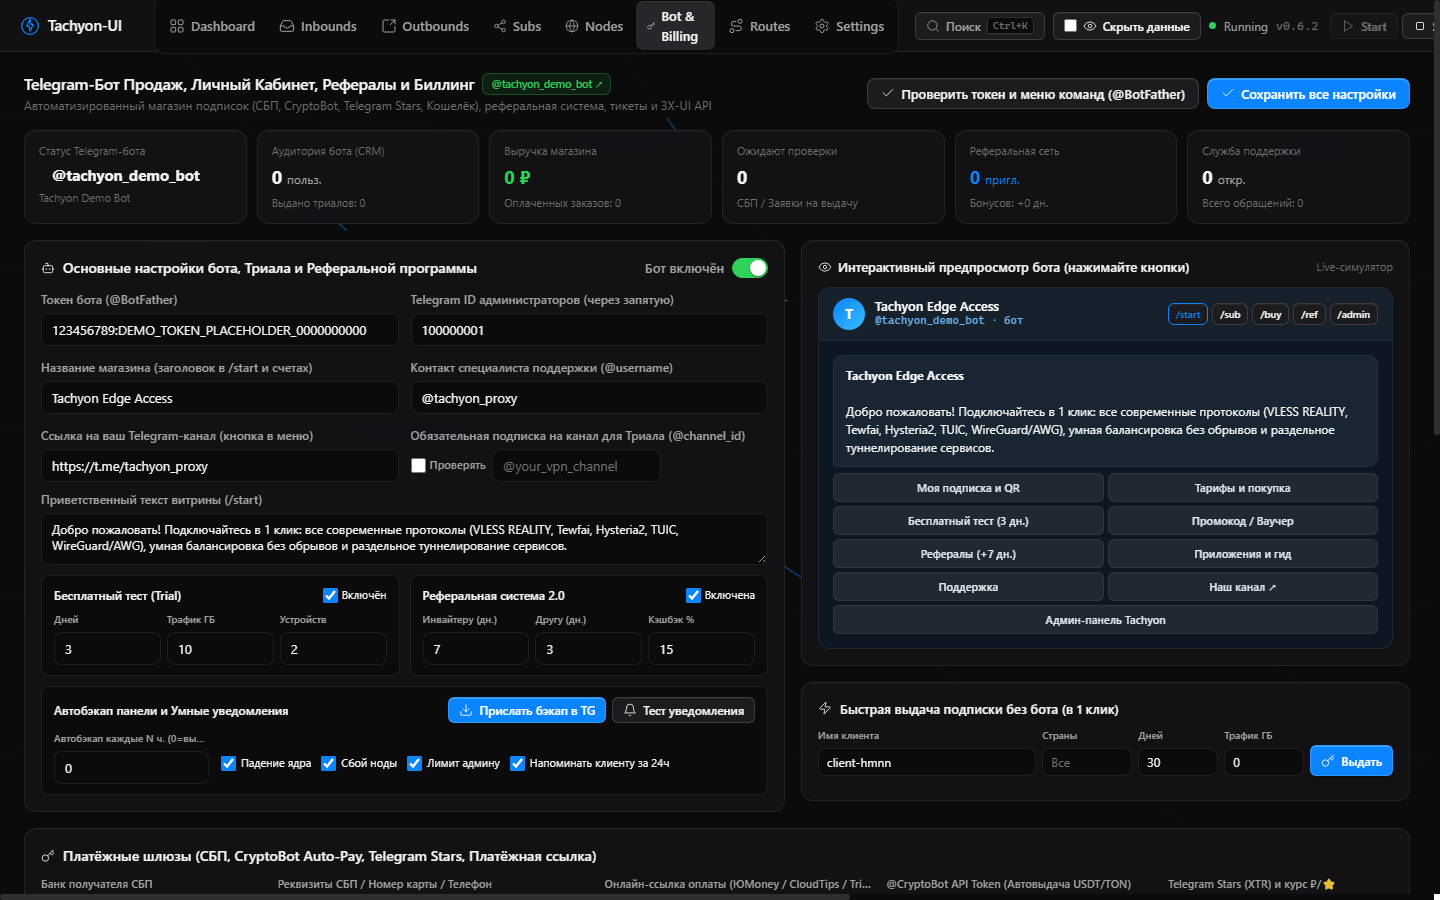 Tachyon-UI
Dashboard
Inbounds
Outbounds
Subs
Nodes
Bot & Billing
Routes
Settings
Поиск Ctrl+K
Скрыть данные
Running v0.6.2
Start
Telegram-Бот Продаж, Личный Кабинет, Рефералы и Биллинг
@tachyon_demo_bot ↗
Автоматизированный магазин подписок (СБП, CryptoBot, Telegram Stars, Кошелёк), реферальная система, тикеты и 3X-UI API
Проверить токен и меню команд (@BotFather)
Сохранить все настройки
Статус Telegram-бота
@tachyon_demo_bot
Tachyon Demo Bot
Аудитория бота (CRM)
0 польз.
Выдано триалов: 0
Выручка магазина
0 ₽
Оплаченных заказов: 0
Ожидают проверки
0
СБП / Заявки на выдачу
Реферальная сеть
0 пригл.
Бонусов: +0 дн.
Служба поддержки
0 откр.
Всего обращений: 0
Основные настройки бота, Триала и Реферальной программы
Бот включён
Токен бота (@BotFather)
123456789:DEMO_TOKEN_PLACEHOLDER_0000000000
Telegram ID администраторов (через запятую)
100000001
Название магазина (заголовок в /start и счетах)
Tachyon Edge Access
Контакт специалиста поддержки (@username)
@tachyon_proxy
Ссылка на ваш Telegram-канал (кнопка в меню)
https://t.me/tachyon_proxy
Обязательная подписка на канал для Триала (@channel_id)
Проверять
@your_vpn_channel
Приветственный текст витрины (/start)
Добро пожаловать! Подключайтесь в 1 клик: все современные протоколы (VLESS REALITY, Tewfai, Hysteria2, TUIC,
WireGuard/AWG), умная балансировка без обрывов и раздельное туннелирование сервисов.
Бесплатный тест (Trial)
Включён
Дней
Трафик ГБ
Устройств
3
10
2
Реферальная система 2.0
Включена
Инвайтеру (дн.)
Другу (дн.)
Кэшбэк %
7
3
15
Автобэкап панели и Умные уведомления
Прислать бэкап в TG
Тест уведомления
Автобэкап каждые N ч. (0=вы...
0
Падение ядра
Сбой ноды
Лимит админу
Напоминать клиенту за 24ч
Интерактивный предпросмотр бота (нажимайте кнопки)
Live-симулятор
T
Tachyon Edge Access
@tachyon_demo_bot · бот
/start
/sub
/buy
/ref
/admin
Tachyon Edge Access
Добро пожаловать! Подключайтесь в 1 клик: все современные протоколы (VLESS REALITY,
Tewfai, Hysteria2, TUIC, WireGuard/AWG), умная балансировка без обрывов и раздельное
туннелирование сервисов.
Моя подписка и QR
Тарифы и покупка
Бесплатный тест (3 дн.)
Промокод / Ваучер
Рефералы (+7 дн.)
Приложения и гид
Поддержка
Наш канал ↗
Админ-панель Tachyon
Быстрая выдача подписки без бота (в 1 клик)
Имя клиента
Страны
Дней
Трафик ГБ
client-hmnn
Все
30
0
Выдать
Платёжные шлюзы (СБП, CryptoBot Auto-Pay, Telegram Stars, Платёжная ссылка)
Банк получателя СБП
Реквизиты СБП / Номер карты / Телефон
Онлайн-ссылка оплаты (ЮMoney / CloudTips / Tri...
@CryptoBot API Token (Автовыдача USDT/TON)
Telegram Stars (XTR) и курс ₽/⭐